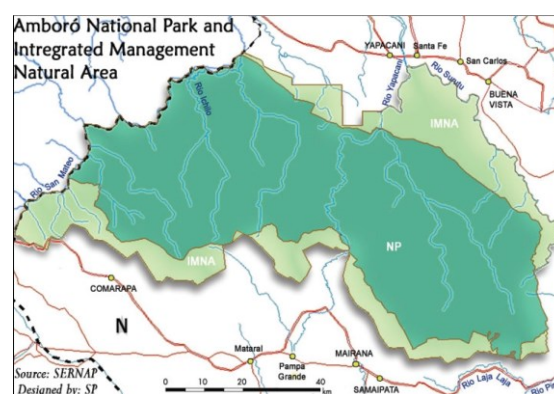 Amboró National Park and
Intregrated Management
Natural Area
YAPACANI
Santa Fe
San Carlos
BUENA
VISTA
Rio Yapacani
Rio Surutu
Rio Ichilo
Rio San Mateo
IMNA
IMNA
NP
COMARAPA
N
Mataral
Pampa
Grande
MAIRANA
SAMAIPATA
Rio Laja Laja
Source: SERNAP
Designed by: SP
0 10 20 40
km